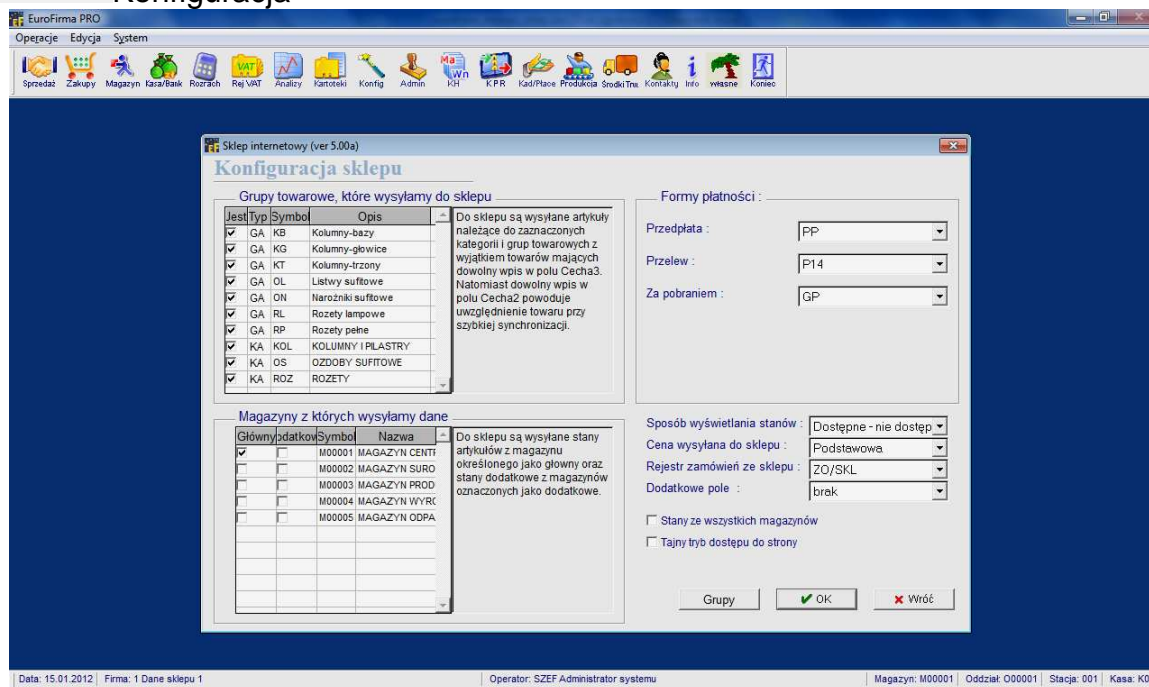 Konfiguracja
EuroFirma PRO
Operacje Edycja System
Sprzedaż Zakupy Magazyn Kasa/Bank Rozrach Rej VAT Analizy Kartoteki Konfig Admin KH KPR Kad/Płace Produkcja ŚrodkiTrw Kontakty Info własne Koniec
Sklep internetowy (ver 5.00a)
Konfiguracja sklepu
Grupy towarowe, które wysyłamy do sklepu
Jest Typ Symbol Opis
GA KB Kolumny-bazy
GA KG Kolumny-głowice
GA KT Kolumny-trzony
GA OL Listwy sufitowe
GA ON Narożniki sufitowe
GA RL Rozety lampowe
GA RP Rozety pełne
KA KOL KOLUMNY I PILASTRY
KA OS OZDOBY SUFITOWE
KA ROZ ROZETY
Do sklepu są wysyłane artykuły
należące do zaznaczonych
kategorii i grup towarowych z
wyjątkiem towarów mających
dowolny wpis w polu Cecha3.
Natomiast dowolny wpis w
polu Cecha2 powoduje
uwzględnienie towaru przy
szybkiej synchronizacji.
Formy płatności :
Przedpłata : PP
Przelew : P14
Za pobraniem : GP
Magazyny z których wysyłamy dane
Główny odatkov Symbol Nazwa
M00001 MAGAZYN CENTR
M00002 MAGAZYN SURO
M00003 MAGAZYN PROD
M00004 MAGAZYN WYRC
M00005 MAGAZYN ODPA
Do sklepu są wysyłane stany
artykułów z magazynu
określonego jako głowny oraz
stany dodatkowe z magazynów
oznaczonych jako dodatkowe.
Sposób wyświetlania stanów : Dostępne - nie dostęp
Cena wysyłana do sklepu : Podstawowa
Rejestr zamówień ze sklepu : ZO/SKL
Dodatkowe pole : brak
Stany ze wszystkich magazynów
Tajny tryb dostępu do strony
Grupy OK Wróć
Data: 15.01.2012 Firma: 1 Dane sklepu 1 Operator: SZEF Administrator systemu Magazyn: M00001 Oddział: O00001 Stacja: 001 Kasa: K0